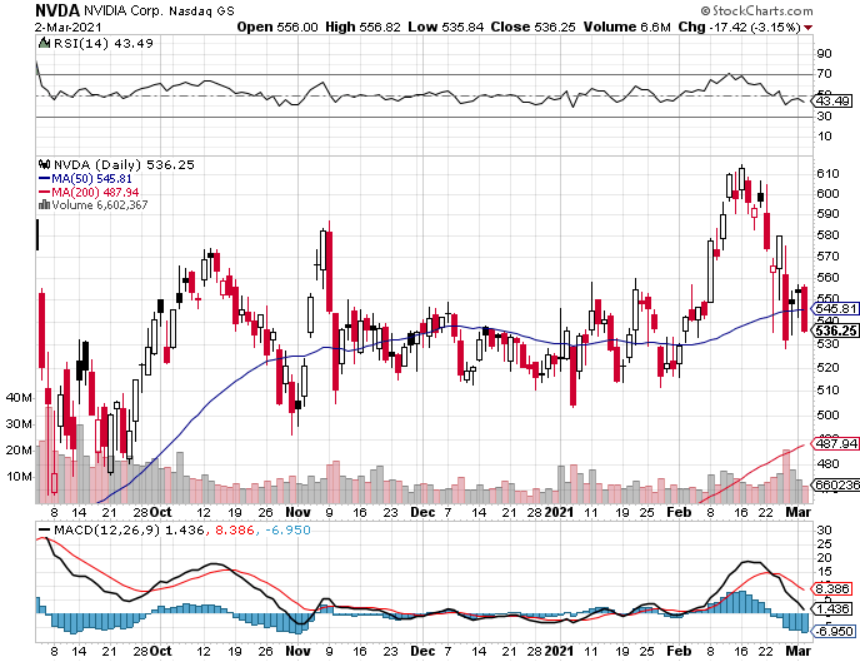 NVDA NVIDIA Corp. Nasdaq GS
© StockCharts.com
2-Mar-2021
Open 556.00 High 556.82 Low 535.84 Close 536.25 Volume 6.6M Chg -17.42 (-3.15%)
RSI(14) 43.49
90
70
50
43.49
30
10
NVDA (Daily) 536.25
MA(50) 545.81
MA(200) 487.94
Volume 6,602,367
610
600
590
580
570
560
550
545.81
540
536.25
530
520
510
500
490
487.94
480
660236
40M
30M
20M
10M
8 14 21 28 Oct 12 19 26 Nov 9 16 23 Dec 7 14 21 28 2021 11 19 25 Feb 8 16 22 Mar
MACD(12,26,9) 1.436, 8.386, -6.950
30
25
20
15
8.386
1.436
-6.950
8 14 21 28 Oct 12 19 26 Nov 9 16 23 Dec 7 14 21 28 2021 11 19 25 Feb 8 16 22 Mar